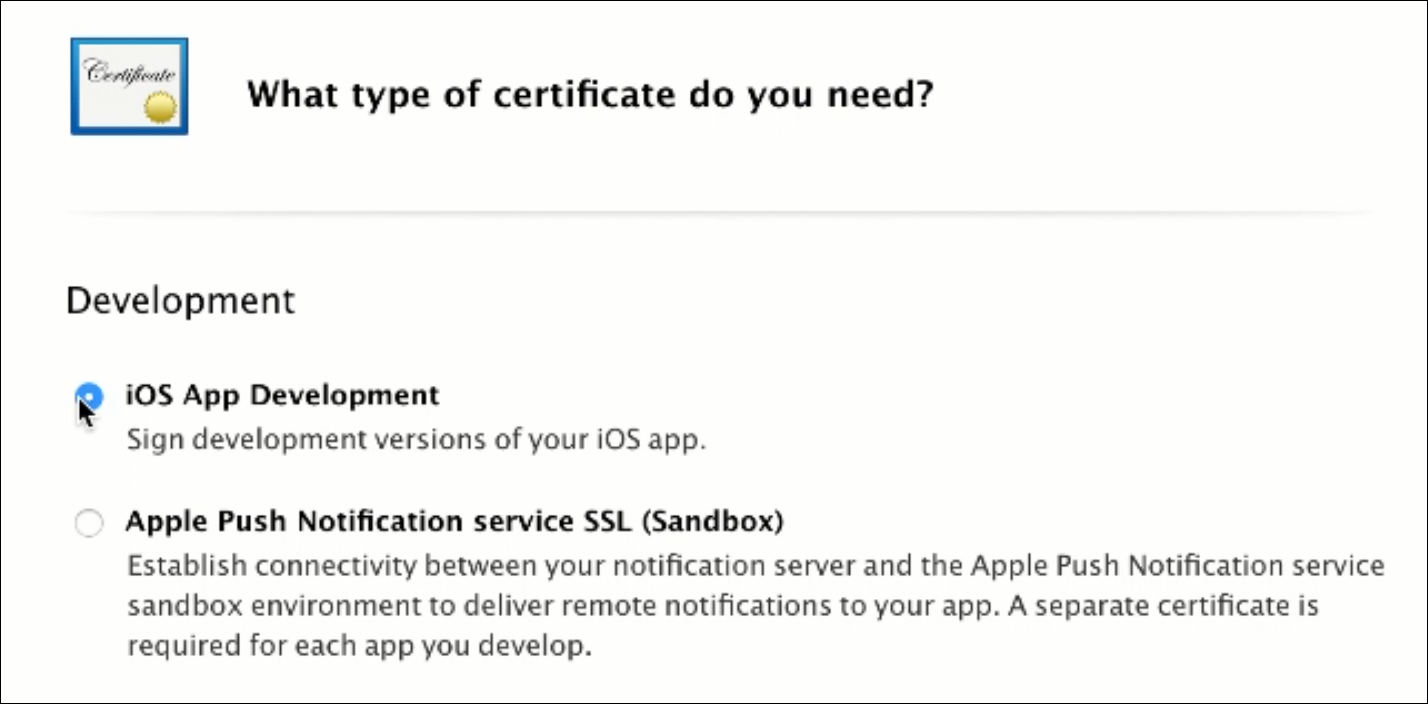 Certificate
What type of certificate do you need?
Development
iOS App Development
Sign development versions of your iOS app.
Apple Push Notification service SSL (Sandbox)
Establish connectivity between your notification server and the Apple Push Notification service
sandbox environment to deliver remote notifications to your app. A separate certificate is
required for each app you develop.